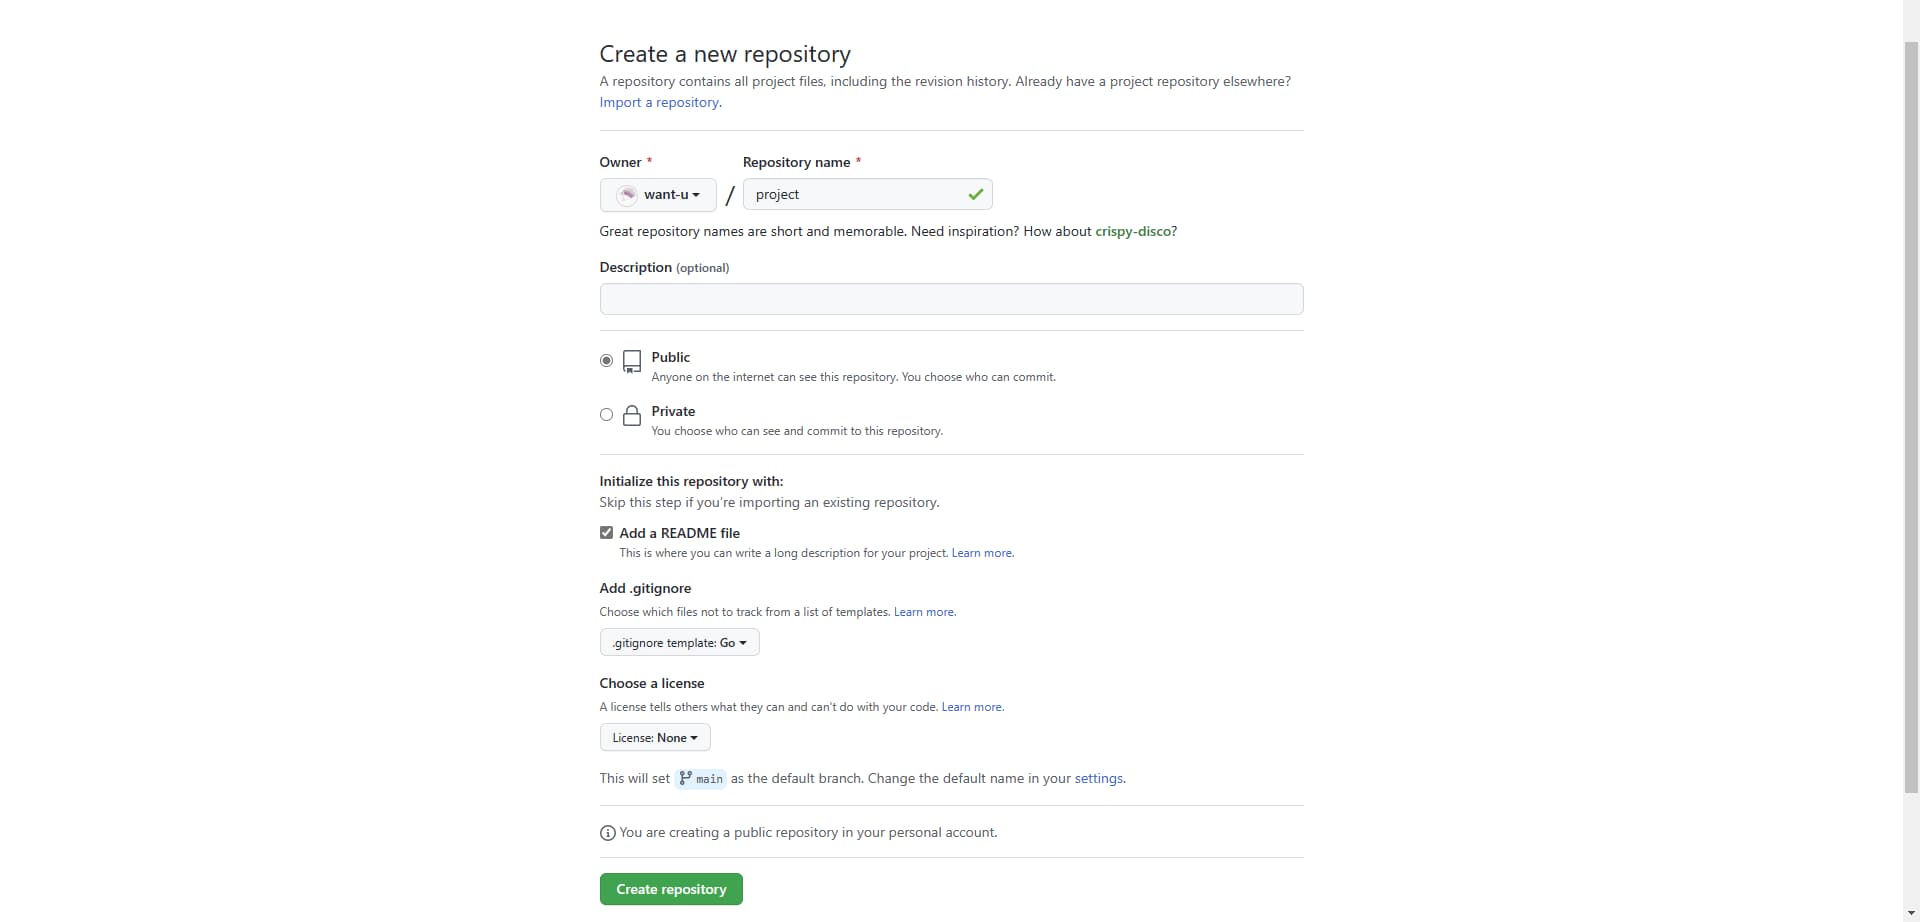 Create a new repository
A repository contains all project files, including the revision history. Already have a project repository elsewhere?
Import a repository.
Owner * Repository name *
want-u / project
Great repository names are short and memorable. Need inspiration? How about crispy-disco?
Description (optional)
Public
Anyone on the internet can see this repository. You choose who can commit.
Private
You choose who can see and commit to this repository.
Initialize this repository with:
Skip this step if you're importing an existing repository.
Add a README file
This is where you can write a long description for your project. Learn more.
Add .gitignore
Choose which files not to track from a list of templates. Learn more.
.gitignore template: Go
Choose a license
A license tells others what they can and can't do with your code. Learn more.
License: None
This will set main as the default branch. Change the default name in your settings.
You are creating a public repository in your personal account.
Create repository